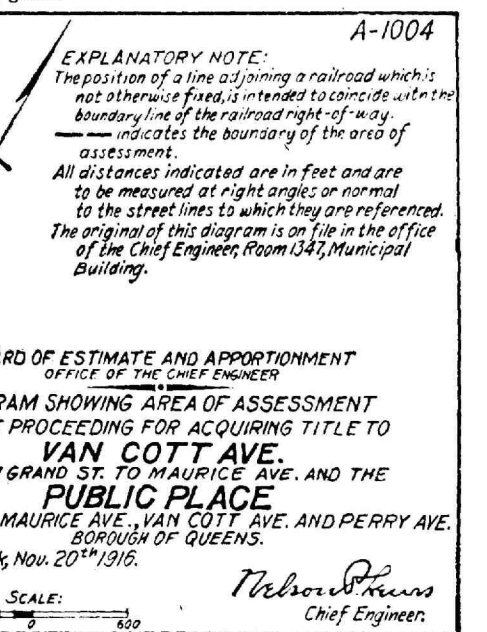 A-1004
EXPLANATORY NOTE:
The position of a line adjoining a railroad which is
not otherwise fixed, is intended to coincide with the
boundary line of the railroad right-of-way.
indicates the boundary of the area of
assessment.
All distances indicated are in feet and are
to be measured at right angles or normal
to the street lines to which they are referenced.
The original of this diagram is on file in the office
of the Chief Engineer, Room 1347, Municipal
Building.
RD OF ESTIMATE AND APPORTIONMENT
OFFICE OF THE CHIEF ENGINEER
RAM SHOWING AREA OF ASSESSMENT
PROCEEDING FOR ACQUIRING TITLE TO
VAN COTT AVE.
GRAND ST. TO MAURICE AVE. AND THE
PUBLIC PLACE
MAURICE AVE., VAN COTT AVE. AND PERRY AVE.
BOROUGH OF QUEENS.
k, Nov. 20th 1916.
Nelson P. Lewis
SCALE:
0 600
Chief Engineer.